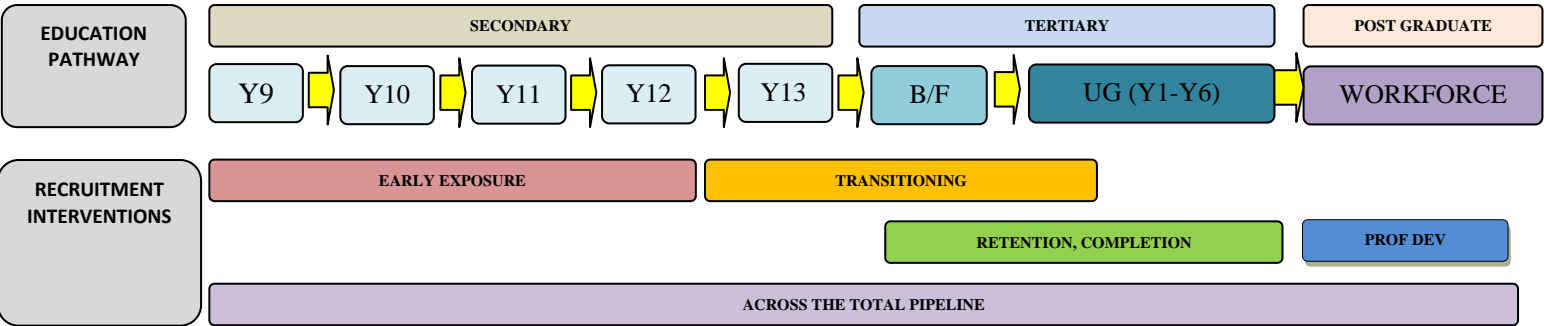 EDUCATION
PATHWAY
SECONDARY
TERTIARY
POST GRADUATE
Y9
Y10
Y11
Y12
Y13
B/F
UG (Y1-Y6)
WORKFORCE
RECRUITMENT
INTERVENTIONS
EARLY EXPOSURE
TRANSITIONING
RETENTION, COMPLETION
PROF DEV
ACROSS THE TOTAL PIPELINE